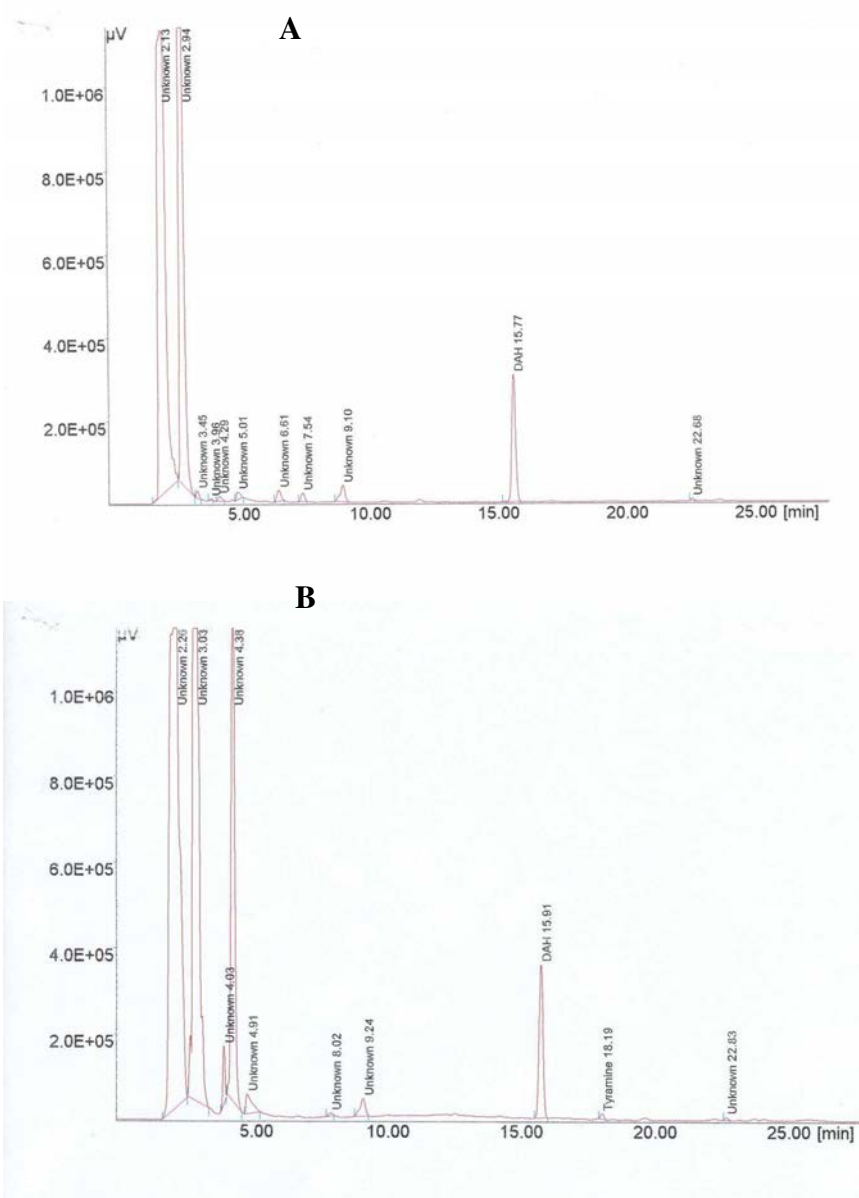 A
µV
Unknown 2.13
Unknown 2.94
1.0E+06
8.0E+05
6.0E+05
4.0E+05
2.0E+05
Unknown 3.45
Unknown 3.96
Unknown 4.29
Unknown 5.01
Unknown 6.61
Unknown 7.54
Unknown 9.10
DAH 15.77
Unknown 22.68
5.00 10.00 15.00 20.00 25.00 [min]
B
µV
Unknown 2.26
Unknown 3.03
Unknown 4.38
1.0E+06
8.0E+05
6.0E+05
4.0E+05
2.0E+05
Unknown 4.03
Unknown 4.91
Unknown 8.02
Unknown 9.24
DAH 15.91
Tyramine 18.19
Unknown 22.83
5.00 10.00 15.00 20.00 25.00 [min]